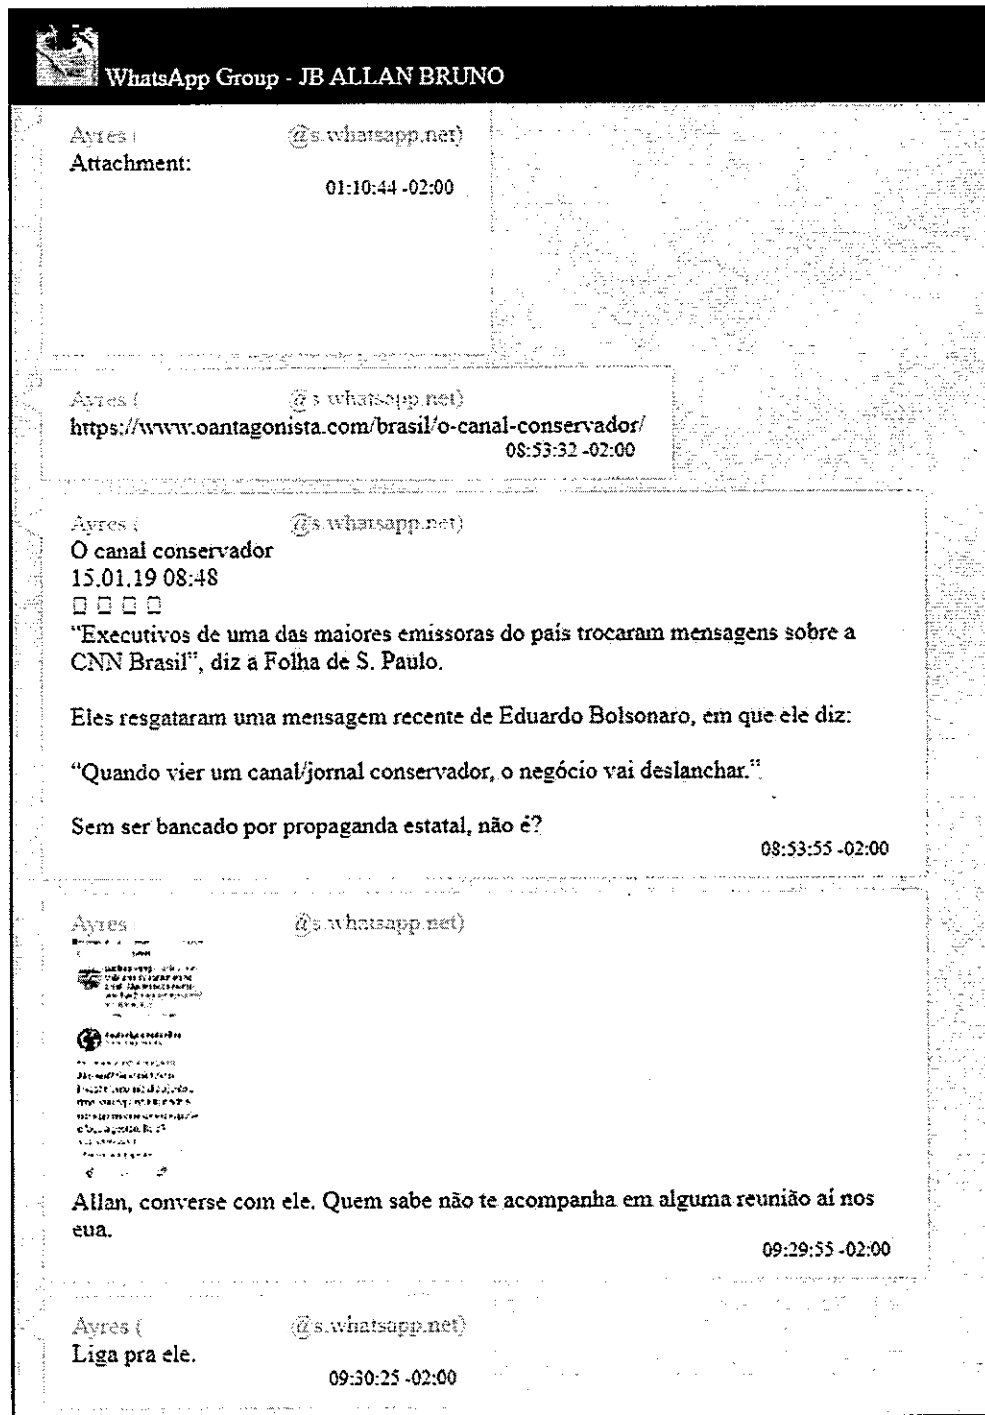 WhatsApp Group - JB ALLAN BRUNO
Ayres ( @s.whatsapp.net)
Attachment:
01:10:44 -02:00
Ayres ( @s.whatsapp.net)
https://www.oantagonista.com/brasil/o-canal-conservador/
08:53:32 -02:00
Ayres ( @s.whatsapp.net)
O canal conservador
15.01.19 08:48
“Executivos de uma das maiores emissoras do país trocaram mensagens sobre a
CNN Brasil”, diz a Folha de S. Paulo.
Eles resgataram uma mensagem recente de Eduardo Bolsonaro, em que ele diz:
“Quando vier um canal/jornal conservador, o negócio vai deslanchar.”
Sem ser bancado por propaganda estatal, não é?
08:53:55 -02:00
Ayres @s.whatsapp.net)
Allan, converse com ele. Quem sabe não te acompanha em alguma reunião aí nos
eua.
09:29:55 -02:00
Ayres ( @s.whatsapp.net)
Liga pra ele.
09:30:25 -02:00